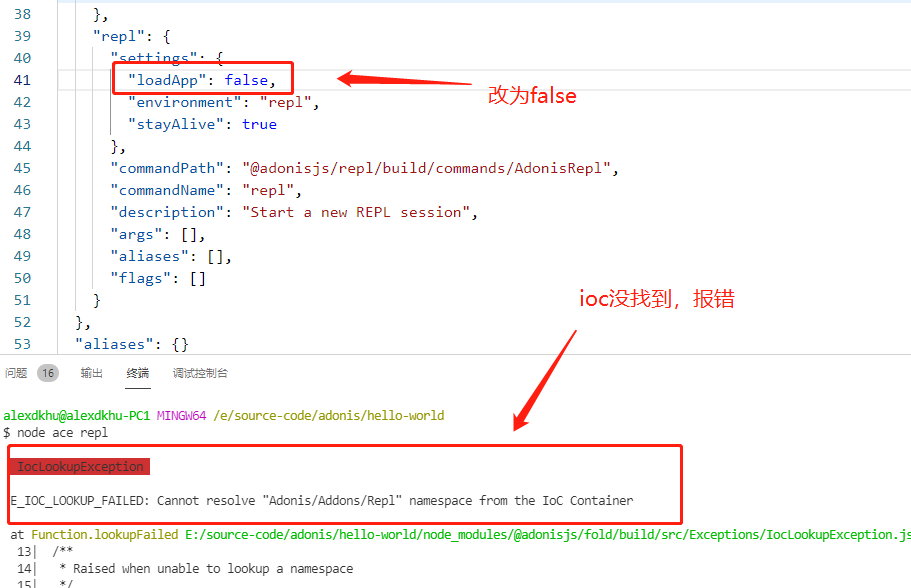 38 },
39 "repl": {
40 "settings": {
41 "loadApp": false,
42 "environment": "repl",
43 "stayAlive": true
44 },
45 "commandPath": "@adonisjs/repl/build/commands/AdonisRepl",
46 "commandName": "repl",
47 "description": "Start a new REPL session",
48 "args": [],
49 "aliases": [],
50 "flags": []
51 }
52 },
53 "aliases": {}
改为false
ioc没找到，报错
问题 16 输出 终端 调试控制台
alexdkhu@alexdkhu-PC1 MINGW64 /e/source-code/adonis/hello-world
$ node ace repl
IocLookupException
E_IOC_LOOKUP_FAILED: Cannot resolve "Adonis/Addons/Repl" namespace from the IoC Container
at Function.lookupFailed E:/source-code/adonis/hello-world/node_modules/@adonisjs/fold/build/src/Exceptions/IocLookupException.js
13| /**
14| * Raised when unable to lookup a namespace
15| */